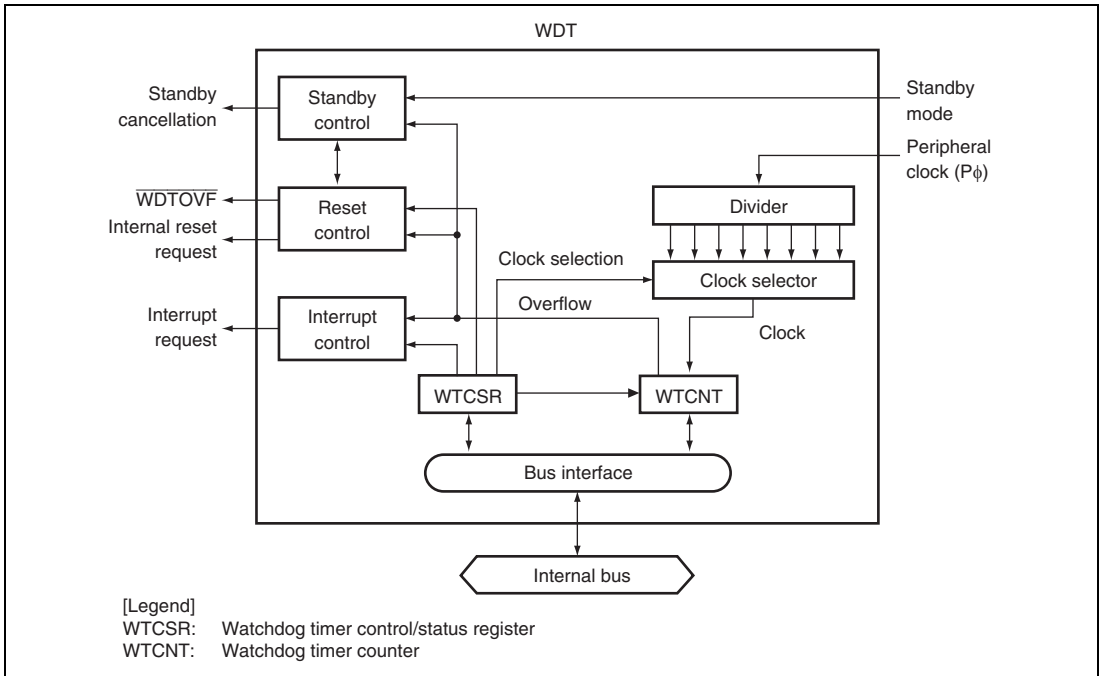 WDT
Standby
cancellation
Standby
control
Standby
mode
Peripheral
clock (Pφ)
WDTOVF
Internal reset
request
Reset
control
Divider
Clock selection
Clock selector
Overflow
Clock
Interrupt
request
Interrupt
control
WTCSR
WTCNT
Bus interface
Internal bus
[Legend]
WTCSR: Watchdog timer control/status register
WTCNT: Watchdog timer counter